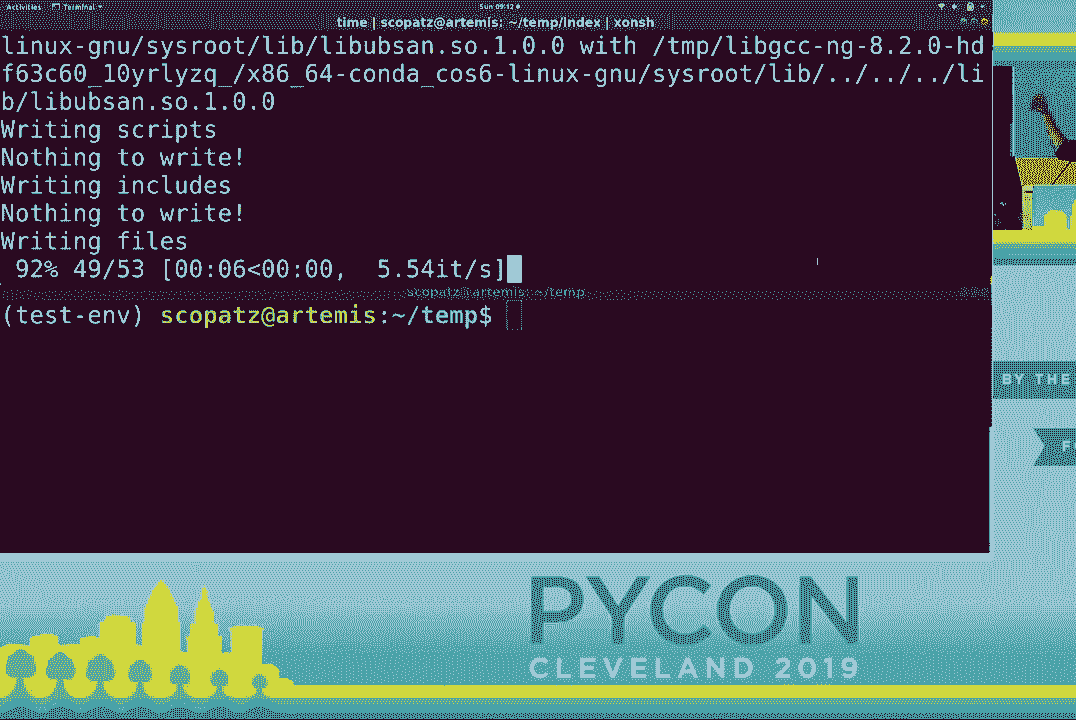 Activities Terminal Sun 09:12
time | scopatz@artemis: ~/temp/index | xonsh
linux-gnu/sysroot/lib/libubsan.so.1.0.0 with /tmp/libgcc-ng-8.2.0-hd
f63c60_10yrlyzq_/x86_64-conda_cos6-linux-gnu/sysroot/lib/../../../li
b/libubsan.so.1.0.0
Writing scripts
Nothing to write!
Writing includes
Nothing to write!
Writing files
92% 49/53 [00:06<00:00, 5.54it/s]
scopatz@artemis: ~/temp
(test-env) scopatz@artemis:~/temp$
BY THE
F
PYCON
CLEVELAND 2019